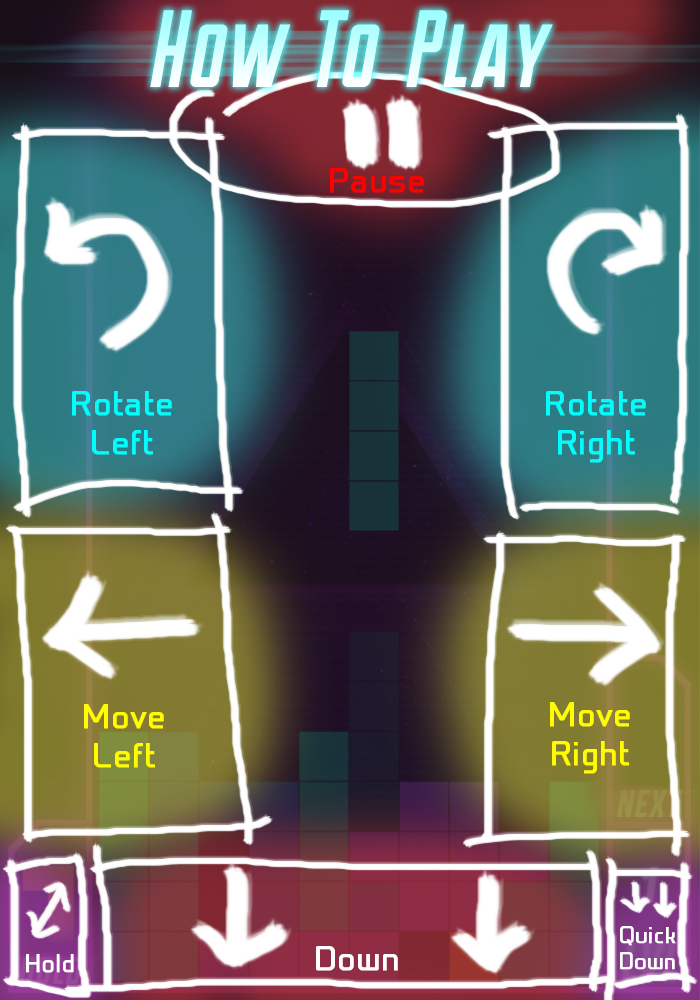 How To Play
Pause
Rotate
Left
Rotate
Right
Move
Left
Move
Right
NEXT
Hold
Down
Quick
Down